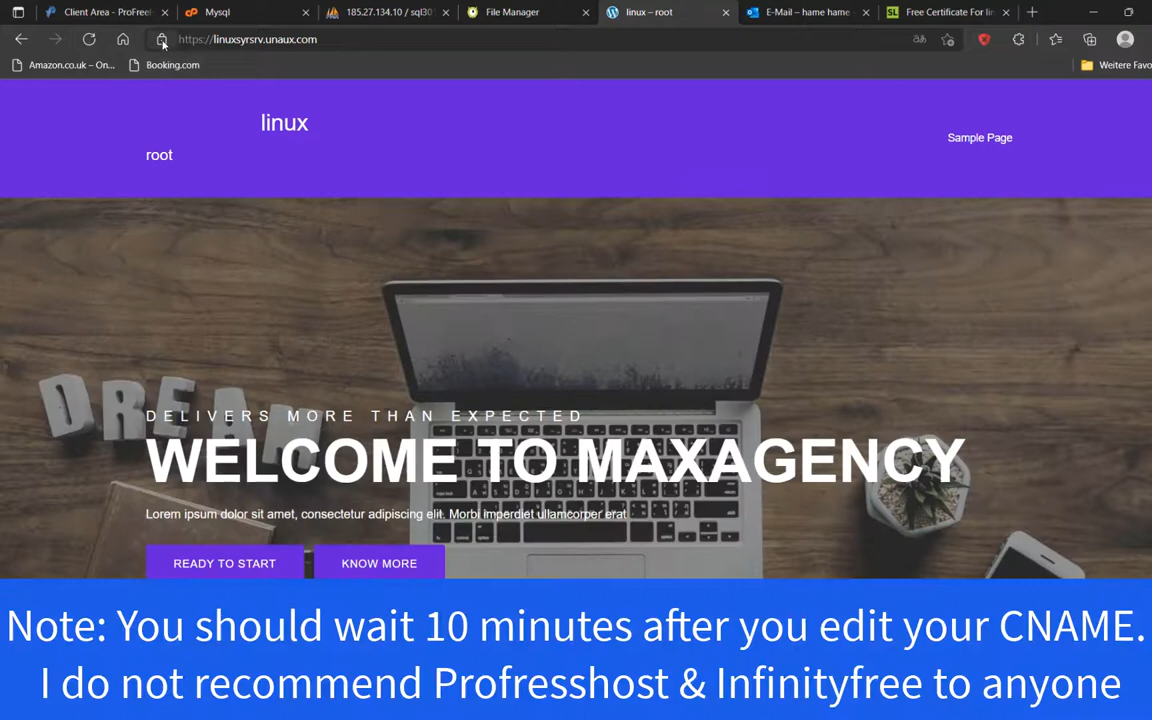 Client Area - ProFreeH
Mysql
185.27.134.10 / sql301
File Manager
linux – root
E-Mail – hame hame
Free Certificate For lin
https://linuxsyrsrv.unaux.com
Amazon.co.uk – On...
Booking.com
Weitere Favo
linux
root
Sample Page
DREA
DELIVERS MORE THAN EXPECTED
WELCOME TO MAXAGENCY
Lorem ipsum dolor sit amet, consectetur adipiscing elit. Morbi imperdiet ullamcorper erat
READY TO START
KNOW MORE
Note: You should wait 10 minutes after you edit your CNAME.
I do not recommend Profresshost & Infinityfree to anyone